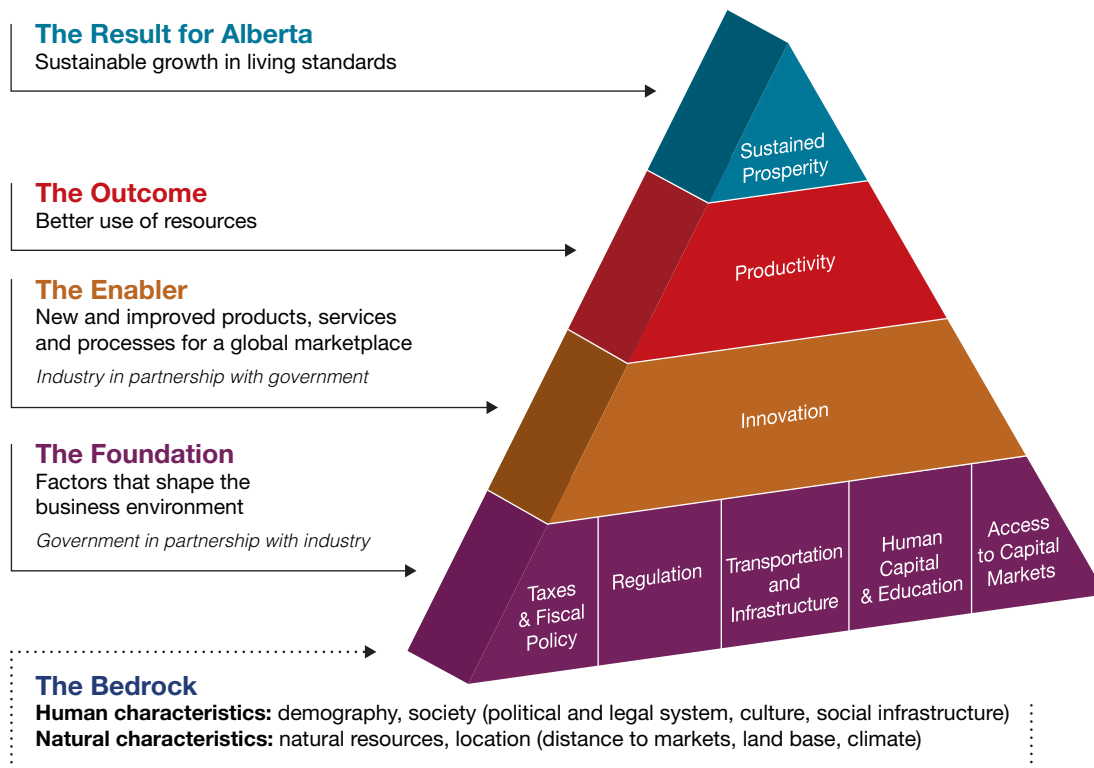 The Result for Alberta
Sustainable growth in living standards
The Outcome
Better use of resources
The Enabler
New and improved products, services
and processes for a global marketplace
Industry in partnership with government
The Foundation
Factors that shape the
business environment
Government in partnership with industry
Sustained
Prosperity
Productivity
Innovation
Taxes
& Fiscal
Policy
Regulation
Transportation
and
Infrastructure
Human
Capital
& Education
Access
to Capital
Markets
The Bedrock
Human characteristics: demography, society (political and legal system, culture, social infrastructure)
Natural characteristics: natural resources, location (distance to markets, land base, climate)